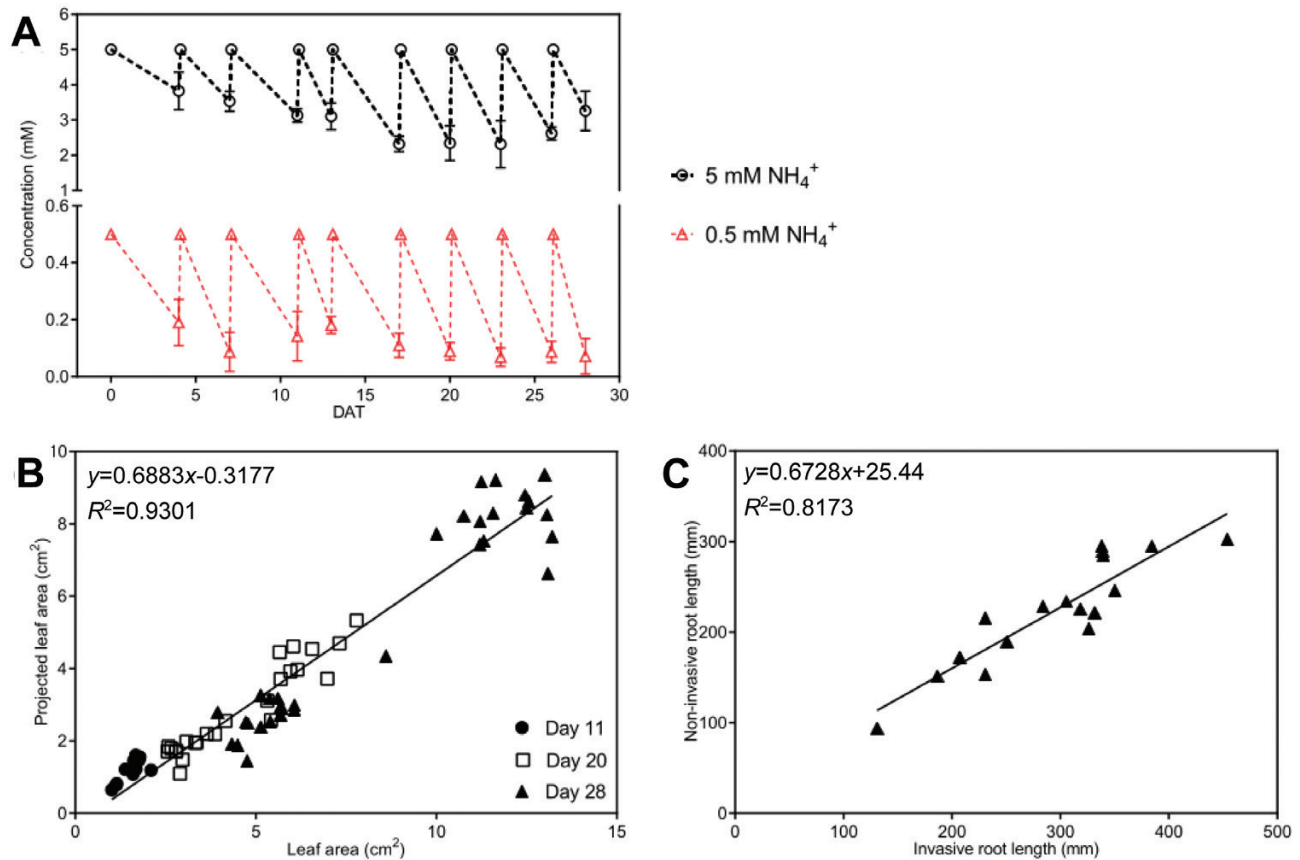 A
Concentration (mM)
6
5
4
3
2
1
0.6
0.4
0.2
0.0
0 5 10 15 20 25 30
DAT
5 mM NH₄⁺
0.5 mM NH₄⁺
B
y=0.6883x-0.3177
R²=0.9301
Projected leaf area (cm²)
10
8
6
4
2
0
0 5 10 15
Leaf area (cm²)
Day 11
Day 20
Day 28
C
y=0.6728x+25.44
R²=0.8173
Non-invasive root length (mm)
400
300
200
100
0
0 100 200 300 400 500
Invasive root length (mm)